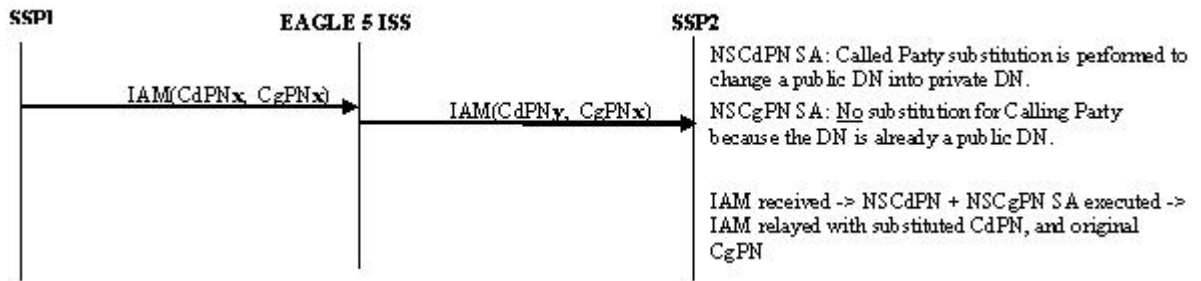 SSP1
EAGLE 5 ISS
SSP2
IAM(CdPNx, CgPNx)
IAM(CdPNy, CgPNx)
NSCdPN SA: Called Party substitution is performed to
change a public DN into private DN.
NSCgPN SA: No substitution for Calling Party
because the DN is already a public DN.
IAM received -> NSCdPN + NSCgPN SA executed ->
IAM relayed with substituted CdPN, and original
CgPN